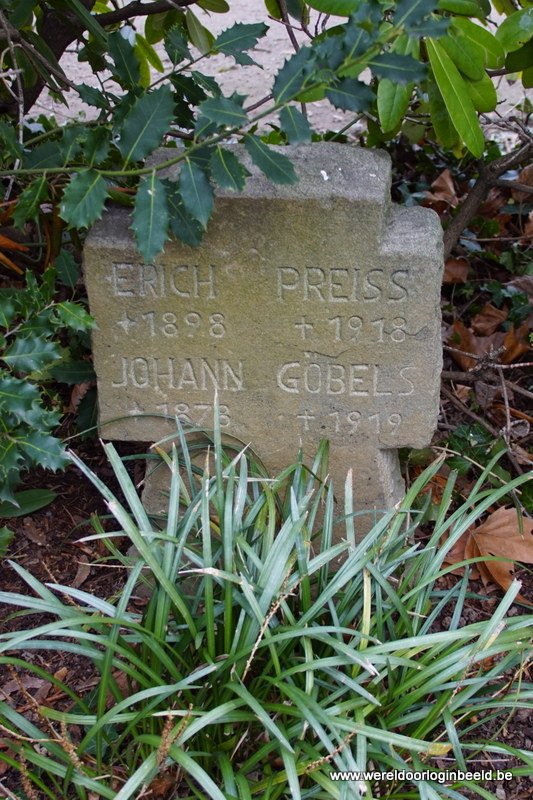 ERICH PREISS
* 1898 + 1918
JOHANN GÖBELS
* 1878 + 1919
www.wereldoorloginbeeld.be